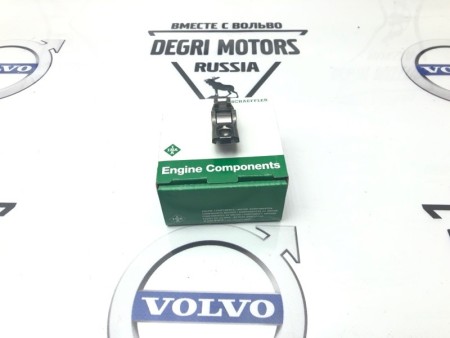 ВМЕСТЕ С ВОЛЬВО
DEGRI MOTORS
RUSSIA
VOLVO
VOLVO
SCHAEFFLER
INA
Engine Components
VOLVO